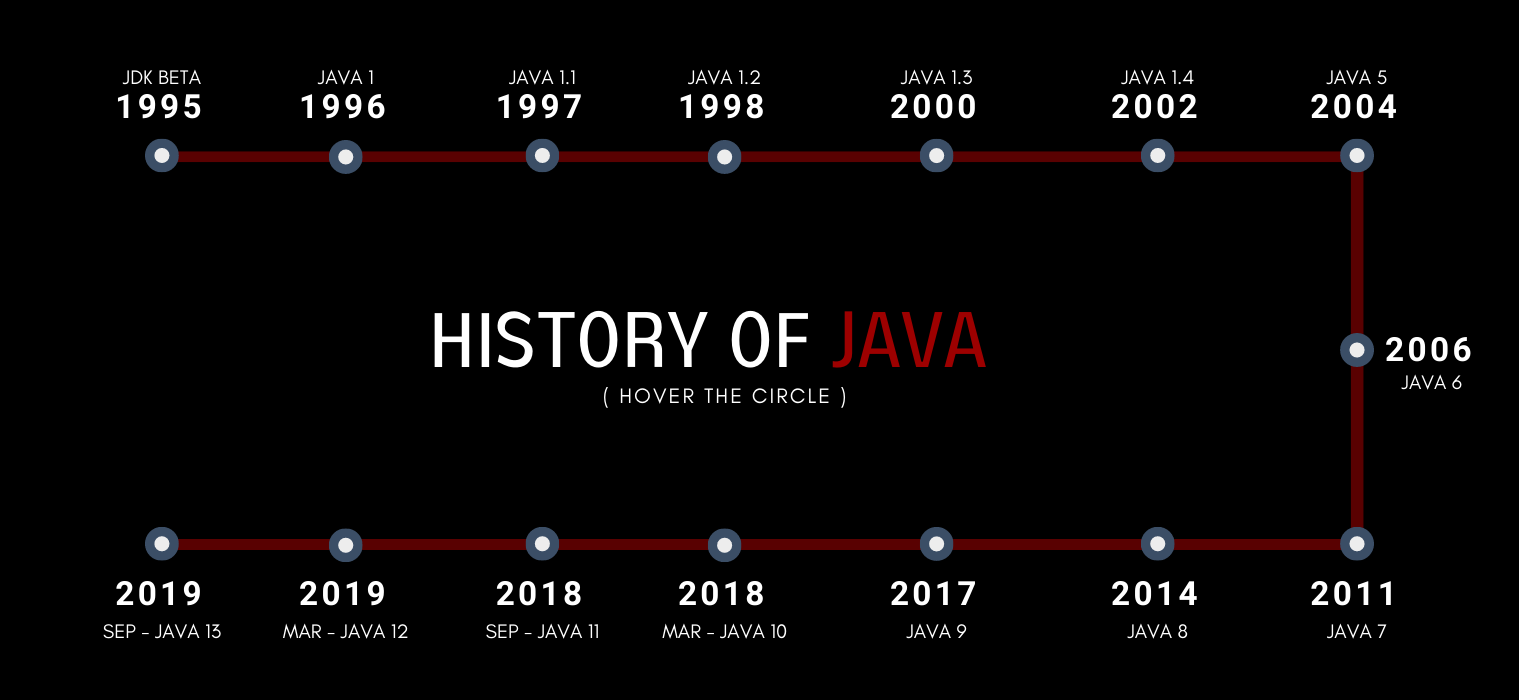 JDK BETA
1995
JAVA 1
1996
JAVA 1.1
1997
JAVA 1.2
1998
JAVA 1.3
2000
JAVA 1.4
2002
JAVA 5
2004
HISTORY OF JAVA
( HOVER THE CIRCLE )
2006
JAVA 6
2019
SEP - JAVA 13
2019
MAR - JAVA 12
2018
SEP - JAVA 11
2018
MAR - JAVA 10
2017
JAVA 9
2014
JAVA 8
2011
JAVA 7